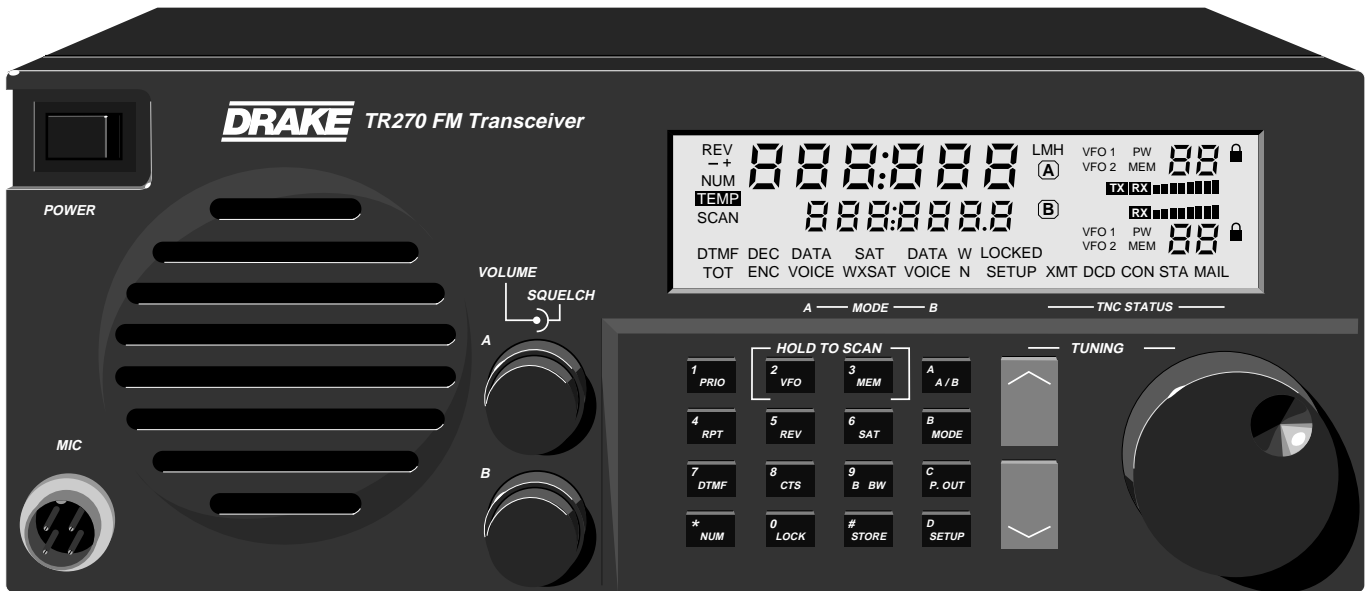 DRAKE TR270 FM Transceiver
POWER
VOLUME
SQUELCH
A
B
MIC
REV
– +
NUM
TEMP
SCAN
888:888
888:888.8
LMH
A
B
VFO 1 PW 88
VFO 2 MEM
TX RX
RX
VFO 1 PW 88
VFO 2 MEM
DTMF DEC DATA SAT DATA W LOCKED
TOT ENC VOICE WXSAT VOICE N SETUP XMT DCD CON STA MAIL
A MODE B
TNC STATUS
HOLD TO SCAN
TUNING
1 PRIO
2 VFO
3 MEM
A A / B
4 RPT
5 REV
6 SAT
B MODE
7 DTMF
8 CTS
9 B BW
C P. OUT
* NUM
0 LOCK
# STORE
D SETUP